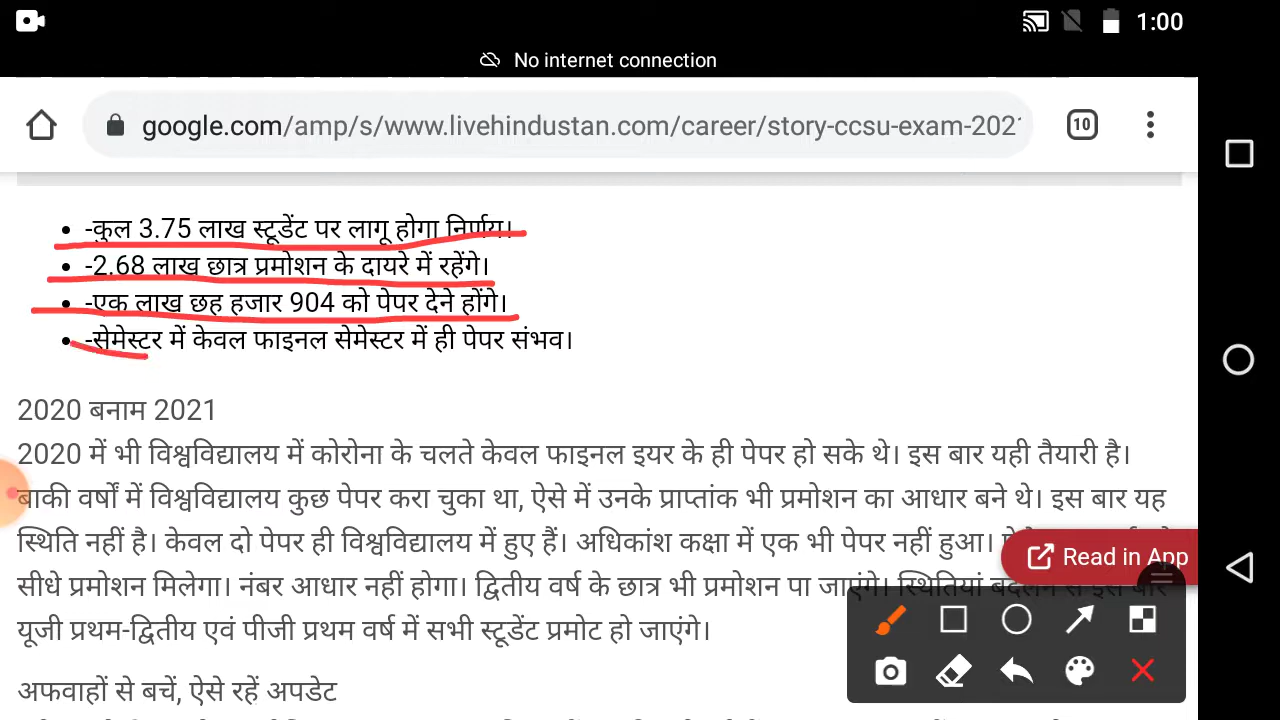 1:00
No internet connection
google.com/amp/s/www.livehindustan.com/career/story-ccsu-exam-202
10
-कुल 3.75 लाख स्टूडेंट पर लागू होगा निर्णय।
-2.68 लाख छात्र प्रमोशन के दायरे में रहेंगे।
-एक लाख छह हजार 904 को पेपर देने होंगे।
-सेमेस्टर में केवल फाइनल सेमेस्टर में ही पेपर संभव।
2020 बनाम 2021
2020 में भी विश्वविद्यालय में कोरोना के चलते केवल फाइनल इयर के ही पेपर हो सके थे। इस बार यही तैयारी है।
बाकी वर्षों में विश्वविद्यालय कुछ पेपर करा चुका था, ऐसे में उनके प्राप्तांक भी प्रमोशन का आधार बने थे। इस बार यह
स्थिति नहीं है। केवल दो पेपर ही विश्वविद्यालय में हुए हैं। अधिकांश कक्षा में एक भी पेपर नहीं हुआ।
Read in App
सीधे प्रमोशन मिलेगा। नंबर आधार नहीं होगा। द्वितीय वर्ष के छात्र भी प्रमोशन पा जाएंगे। स्थितियां बदलने से इस बार
यूजी प्रथम-द्वितीय एवं पीजी प्रथम वर्ष में सभी स्टूडेंट प्रमोट हो जाएंगे।
अफवाहों से बचें, ऐसे रहें अपडेट